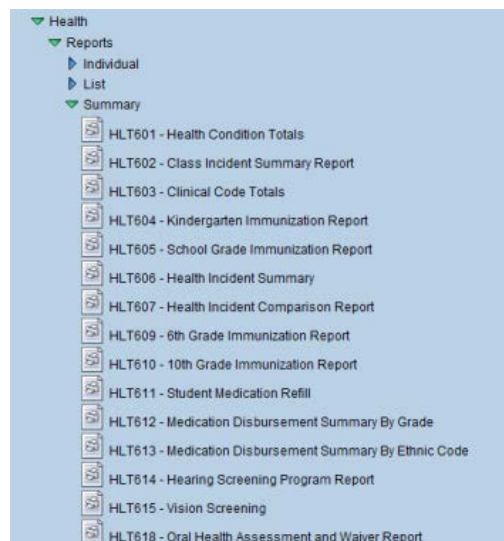 Health
Reports
Individual
List
Summary
HLT601 - Health Condition Totals
HLT602 - Class Incident Summary Report
HLT603 - Clinical Code Totals
HLT604 - Kindergarten Immunization Report
HLT605 - School Grade Immunization Report
HLT606 - Health Incident Summary
HLT607 - Health Incident Comparison Report
HLT609 - 6th Grade Immunization Report
HLT610 - 10th Grade Immunization Report
HLT611 - Student Medication Refill
HLT612 - Medication Disbursement Summary By Grade
HLT613 - Medication Disbursement Summary By Ethnic Code
HLT614 - Hearing Screening Program Report
HLT615 - Vision Screening
HLT618 - Oral Health Assessment and Waiver Report